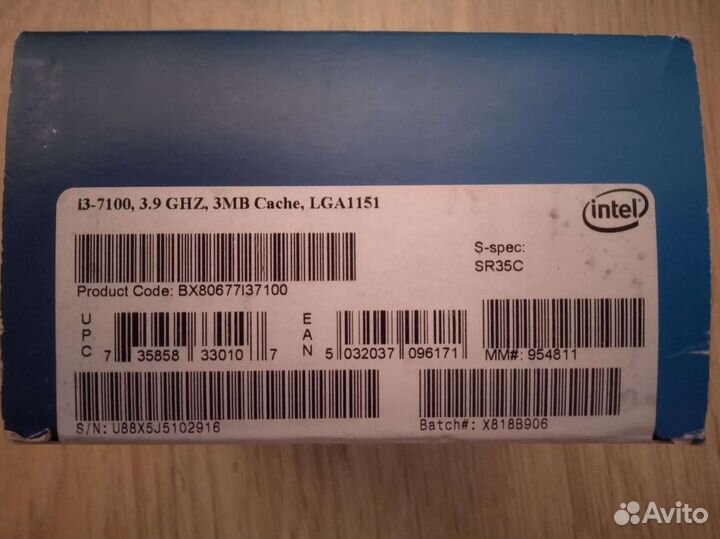 i3-7100, 3.9 GHZ, 3MB Cache, LGA1151
intel
S-spec:
SR35C
Product Code: BX80677I37100
UPC 7 35858 33010 7
EAN 5 032037 096171
MM#: 954811
S/N: U88X5J5102916
Batch#: X818B906
Avito